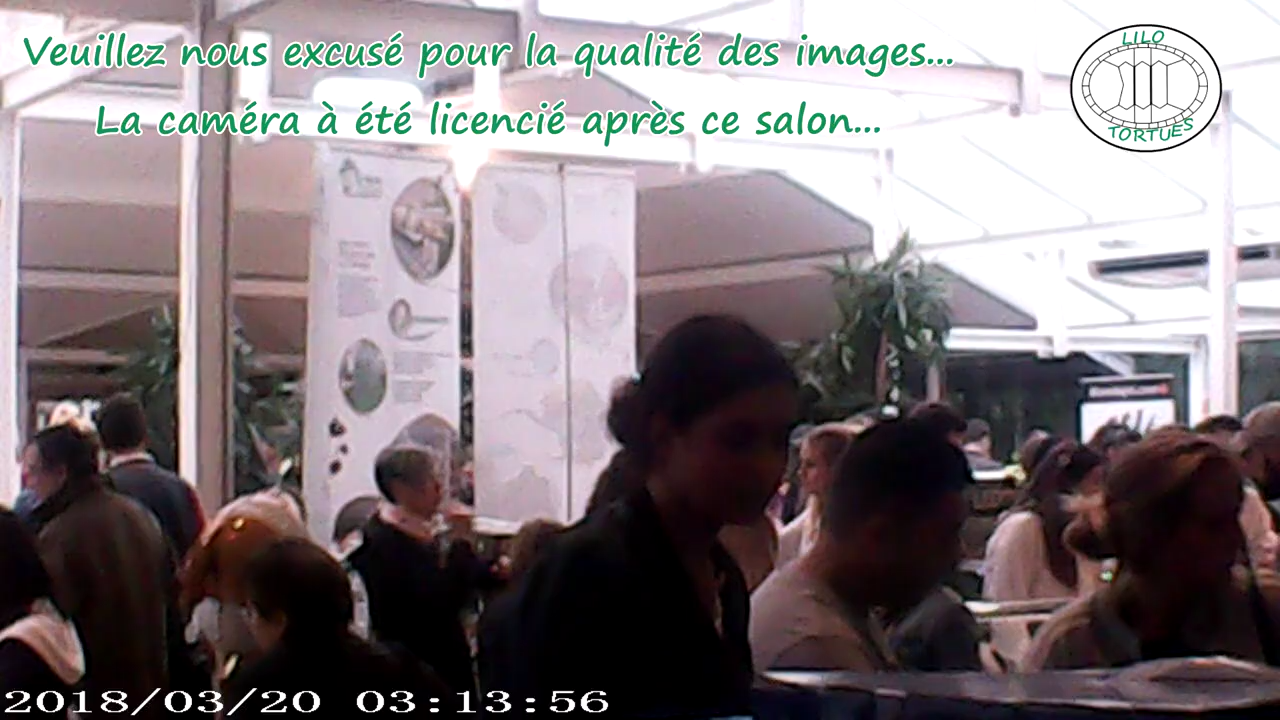 Veuillez nous excusé pour la qualité des images...
La caméra à été licencié après ce salon...
LILO
TORTUES
2018/03/20 03:13:56